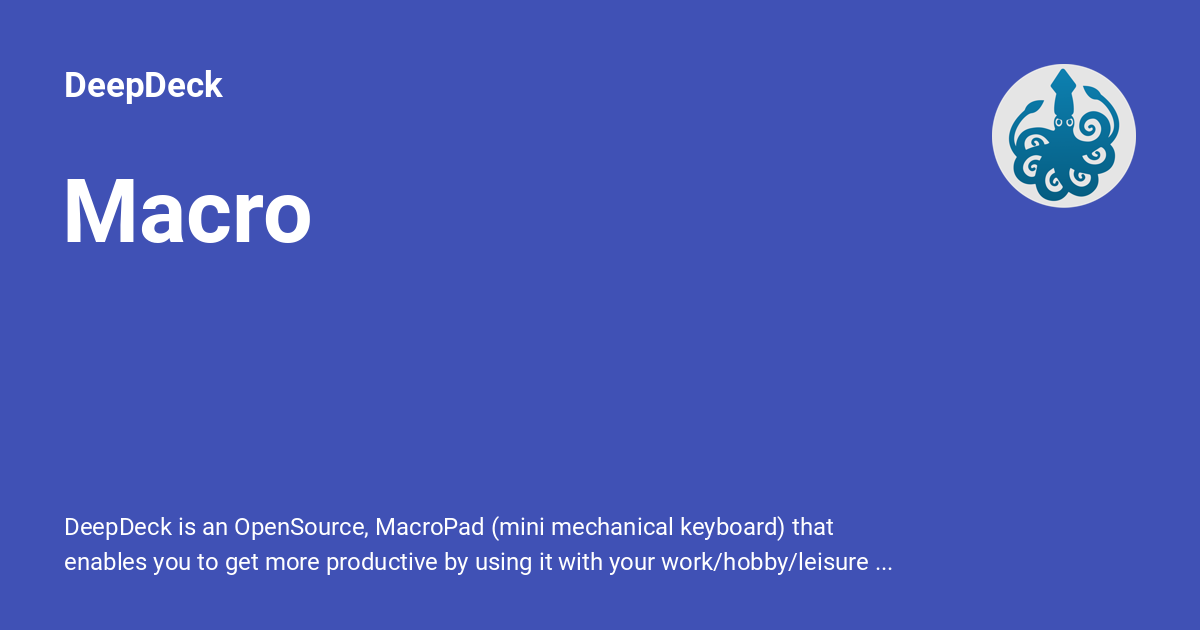 DeepDeck
Macro
DeepDeck is an OpenSource, MacroPad (mini mechanical keyboard) that
enables you to get more productive by using it with your work/hobby/leisure ...